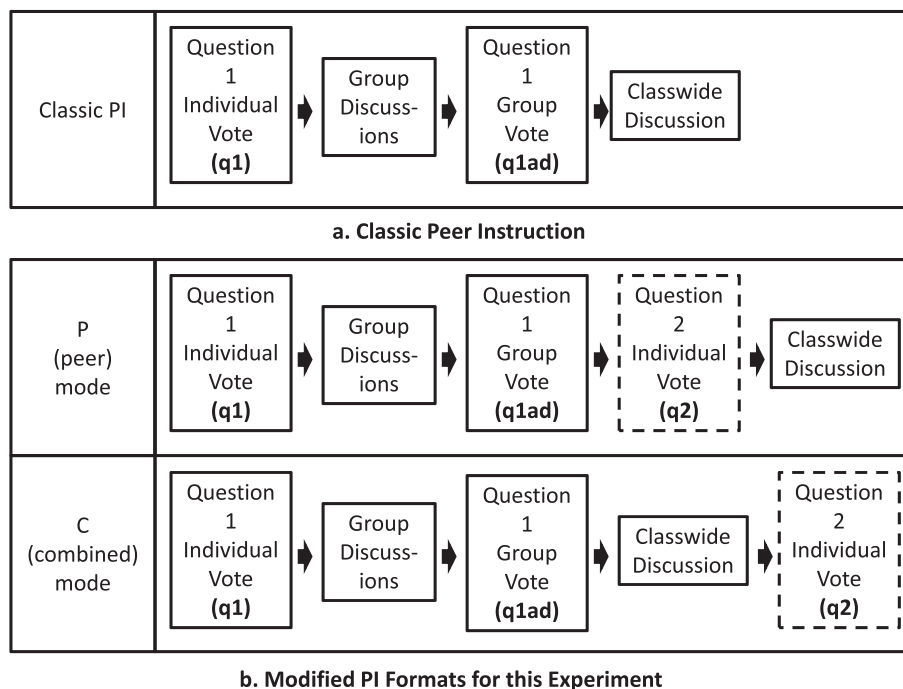 Classic PI
Question
1
Individual
Vote
(q1)
Group
Discuss-
ions
Question
1
Group
Vote
(q1ad)
Classwide
Discussion
a. Classic Peer Instruction
P
(peer)
mode
Question
1
Individual
Vote
(q1)
Group
Discuss-
ions
Question
1
Group
Vote
(q1ad)
Question
2
Individual
Vote
(q2)
Classwide
Discussion
C
(combined)
mode
Question
1
Individual
Vote
(q1)
Group
Discuss-
ions
Question
1
Group
Vote
(q1ad)
Classwide
Discussion
Question
2
Individual
Vote
(q2)
b. Modified PI Formats for this Experiment